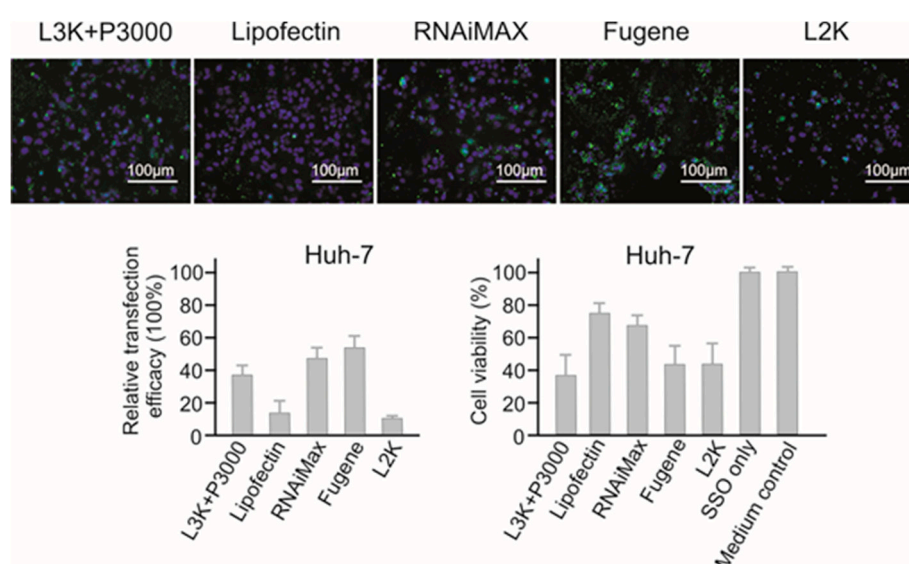 L3K+P3000 Lipofectin RNAiMAX Fugene L2K
100µm 100µm 100µm 100µm 100µm
Huh-7 Huh-7
Relative transfection
efficacy (100%)
100
80
60
40
20
0
L3K+P3000
Lipofectin
RNAiMax
Fugene
L2K
Cell viability (%)
100
80
60
40
20
0
L3K+P3000
Lipofectin
RNAiMax
Fugene
L2K
SSO only
Medium control